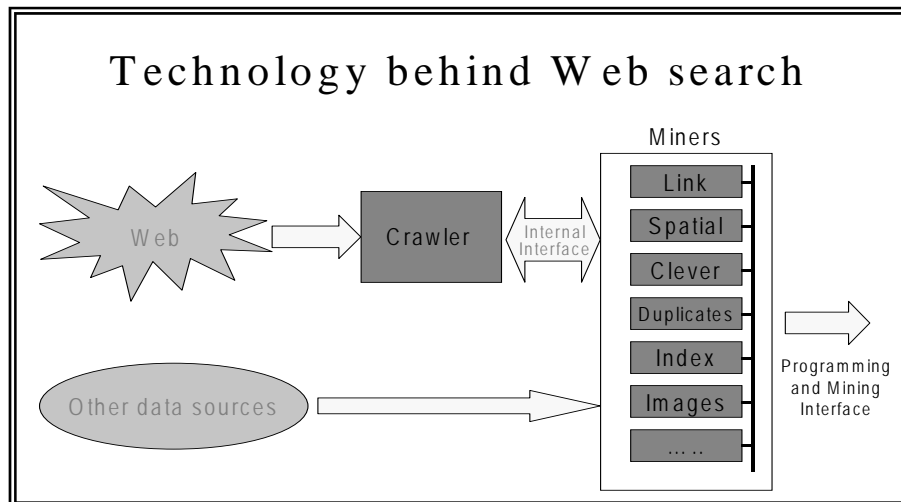 Technology behind Web search
Miners
Web
Crawler
Internal
Interface
Link
Spatial
Clever
Duplicates
Index
Images
.... ..
Other data sources
Programming
and Mining
Interface